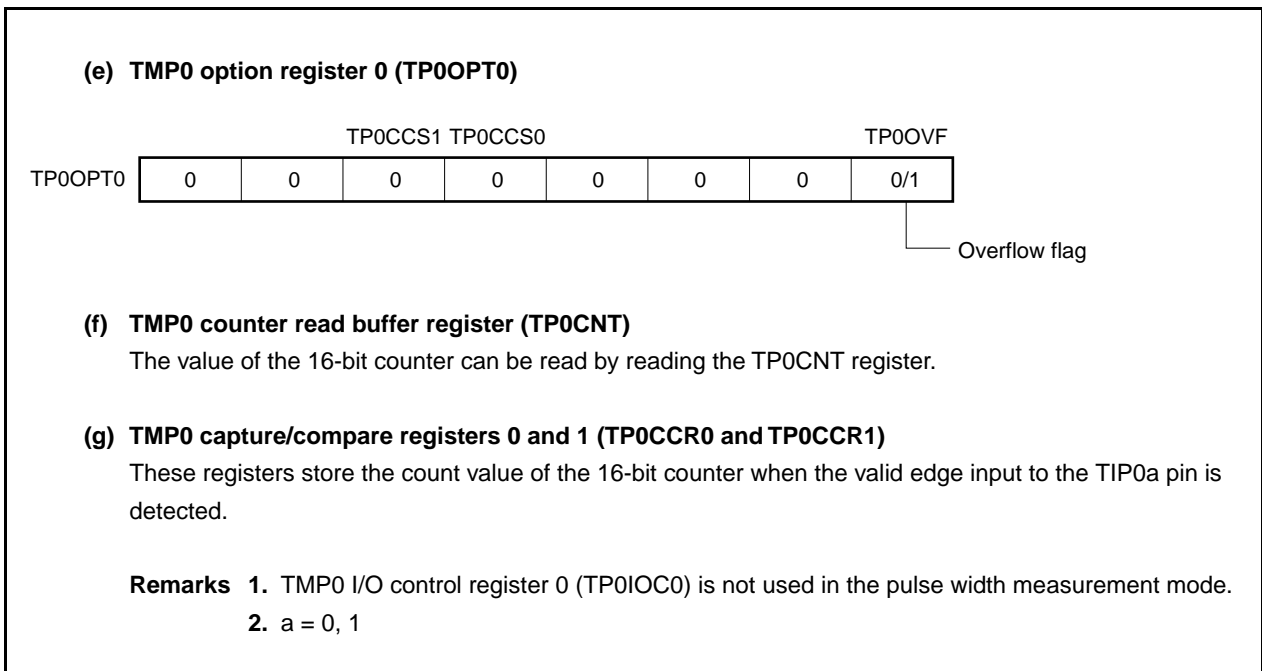 (e) TMP0 option register 0 (TP0OPT0)
TP0CCS1 TP0CCS0 TP0OVF
TP0OPT0 0 0 0 0 0 0 0 0/1
Overflow flag
(f) TMP0 counter read buffer register (TP0CNT)
The value of the 16-bit counter can be read by reading the TP0CNT register.
(g) TMP0 capture/compare registers 0 and 1 (TP0CCR0 and TP0CCR1)
These registers store the count value of the 16-bit counter when the valid edge input to the TIP0a pin is
detected.
Remarks 1. TMP0 I/O control register 0 (TP0IOC0) is not used in the pulse width measurement mode.
2. a = 0, 1